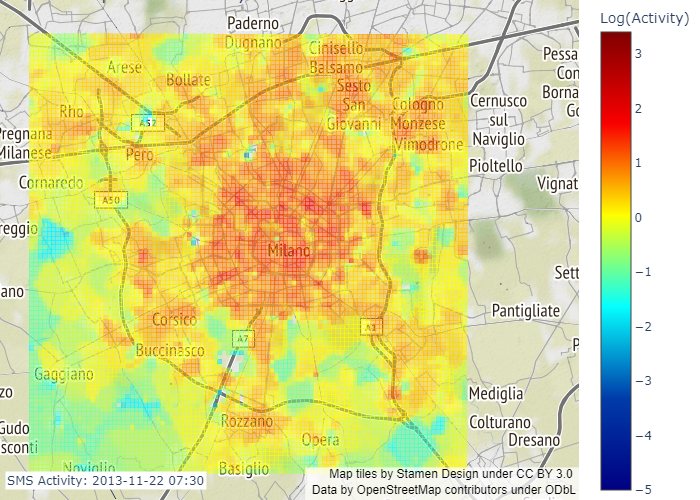 Log(Activity)
3
2
1
0
−1
−2
−3
−4
−5
Paderno
Dugnano
Cinisello
Balsamo
Arese
Bollate
Sesto
San
Giovanni
Rho
Cologno
Monzese
Vimodrone
Cernusco
sul
Naviglio
Pessa
Con
Borna
Go
A52
Pregnana
Milanese
Pero
Pioltello
Cornaredo
A50
Vignat
reggio
Milano
Sett
ano
Pantigliate
Corsico
A7
A1
Buccinasco
P
Gaggiano
zo
Mediglia
Gudo
sconti
Rozzano
Colturano
Dresano
Opera
Noviglio
Basiglio
SMS Activity: 2013-11-22 07:30
Map tiles by Stamen Design under CC BY 3.0
Data by OpenStreetMap contributors under ODbL